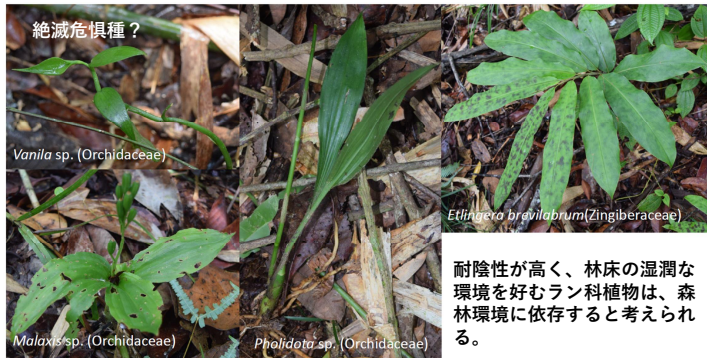 絶滅危惧種？
Vanila sp. (Orchidaceae)
Malaxis sp. (Orchidaceae)
Pholidota sp. (Orchidaceae)
Etlingera brevilabrum(Zingiberaceae)
耐陰性が高く、林床の湿潤な
環境を好むラン科植物は、森
林環境に依存すると考えられ
る。